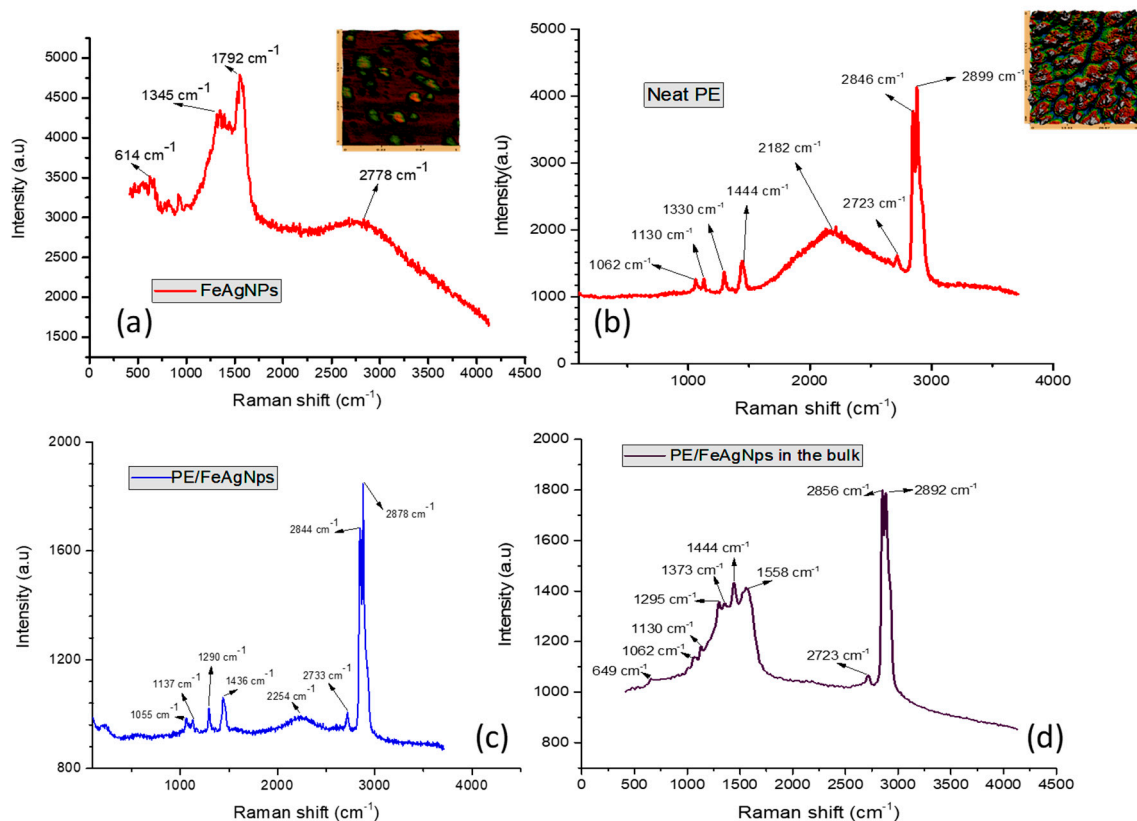 1792 cm⁻¹
1345 cm⁻¹
614 cm⁻¹
2778 cm⁻¹
FeAgNPs
(a)
Intensity (a.u)
5000
4500
4000
3500
3000
2500
2000
1500
0 500 1000 1500 2000 2500 3000 3500 4000 4500
Raman shift (cm⁻¹)
Neat PE
2846 cm⁻¹
2899 cm⁻¹
2182 cm⁻¹
1444 cm⁻¹
1330 cm⁻¹
2723 cm⁻¹
1130 cm⁻¹
1062 cm⁻¹
(b)
Intensity(a.u)
5000
4000
3000
2000
1000
0
1000 2000 3000 4000
Raman shift (cm⁻¹)
PE/FeAgNps
2878 cm⁻¹
2844 cm⁻¹
1290 cm⁻¹
1137 cm⁻¹
1436 cm⁻¹
2733 cm⁻¹
2254 cm⁻¹
1055 cm⁻¹
(c)
Intensity (a.u)
2000
1600
1200
800
1000 2000 3000 4000
Raman shift (cm⁻¹)
PE/FeAgNps in the bulk
2856 cm⁻¹
2892 cm⁻¹
1444 cm⁻¹
1373 cm⁻¹
1558 cm⁻¹
1295 cm⁻¹
1130 cm⁻¹
1062 cm⁻¹
2723 cm⁻¹
649 cm⁻¹
(d)
Intensity (a.u)
2000
1800
1600
1400
1200
1000
800
0 500 1000 1500 2000 2500 3000 3500 4000 4500
Raman shift (cm⁻¹)